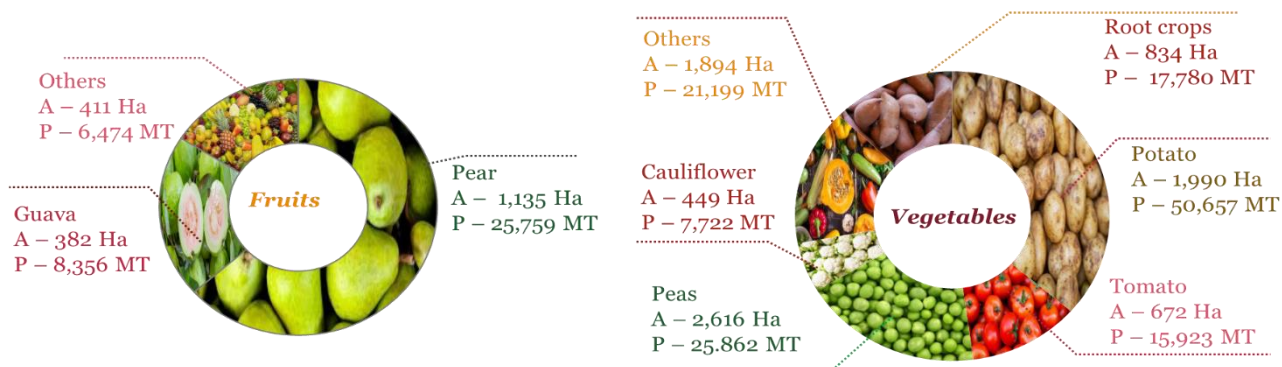 Others
A – 411 Ha
P – 6,474 MT
Guava
A – 382 Ha
P – 8,356 MT
Fruits
Pear
A – 1,135 Ha
P – 25,759 MT
Others
A – 1,894 Ha
P – 21,199 MT
Cauliflower
A – 449 Ha
P – 7,722 MT
Peas
A – 2,616 Ha
P – 25.862 MT
Vegetables
Root crops
A – 834 Ha
P – 17,780 MT
Potato
A – 1,990 Ha
P – 50,657 MT
Tomato
A – 672 Ha
P – 15,923 MT